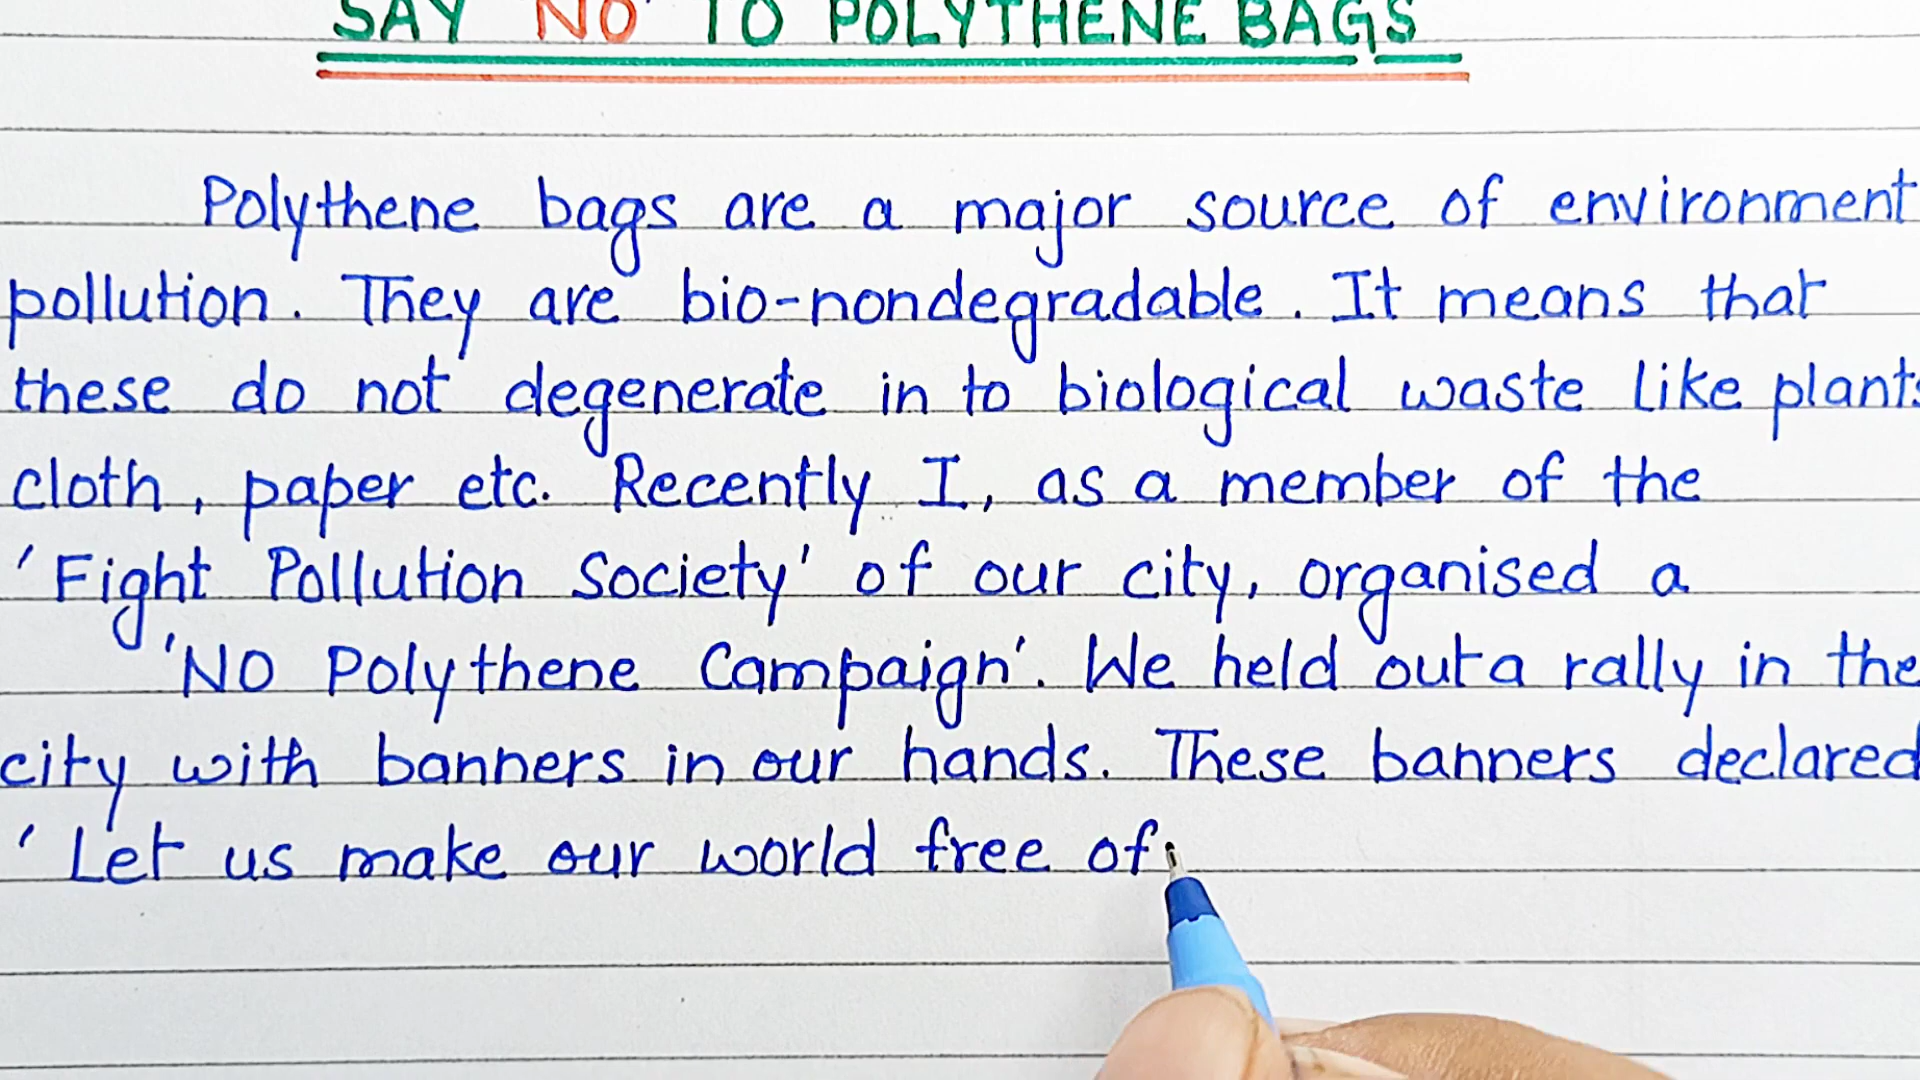 SAY 'NO' TO POLYTHENE BAGS
Polythene bags are a major source of environment
pollution. They are bio-nondegradable. It means that
these do not degenerate in to biological waste like plants
cloth, paper etc. Recently I, as a member of the
'Fight Pollution Society' of our city, organised a
'NO Polythene Campaign'. We held out a rally in the
city with banners in our hands. These banners declared
'Let us make our world free of